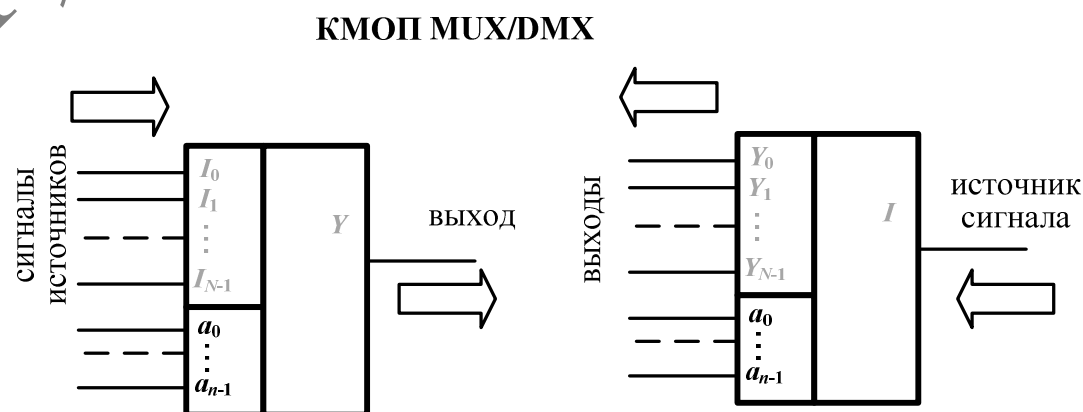 КМОП MUX/DMX
сигналы
источников
I0
I1
Y
IN-1
a0
an-1
выход
выходы
Y0
Y1
I
YN-1
a0
an-1
источник
сигнала